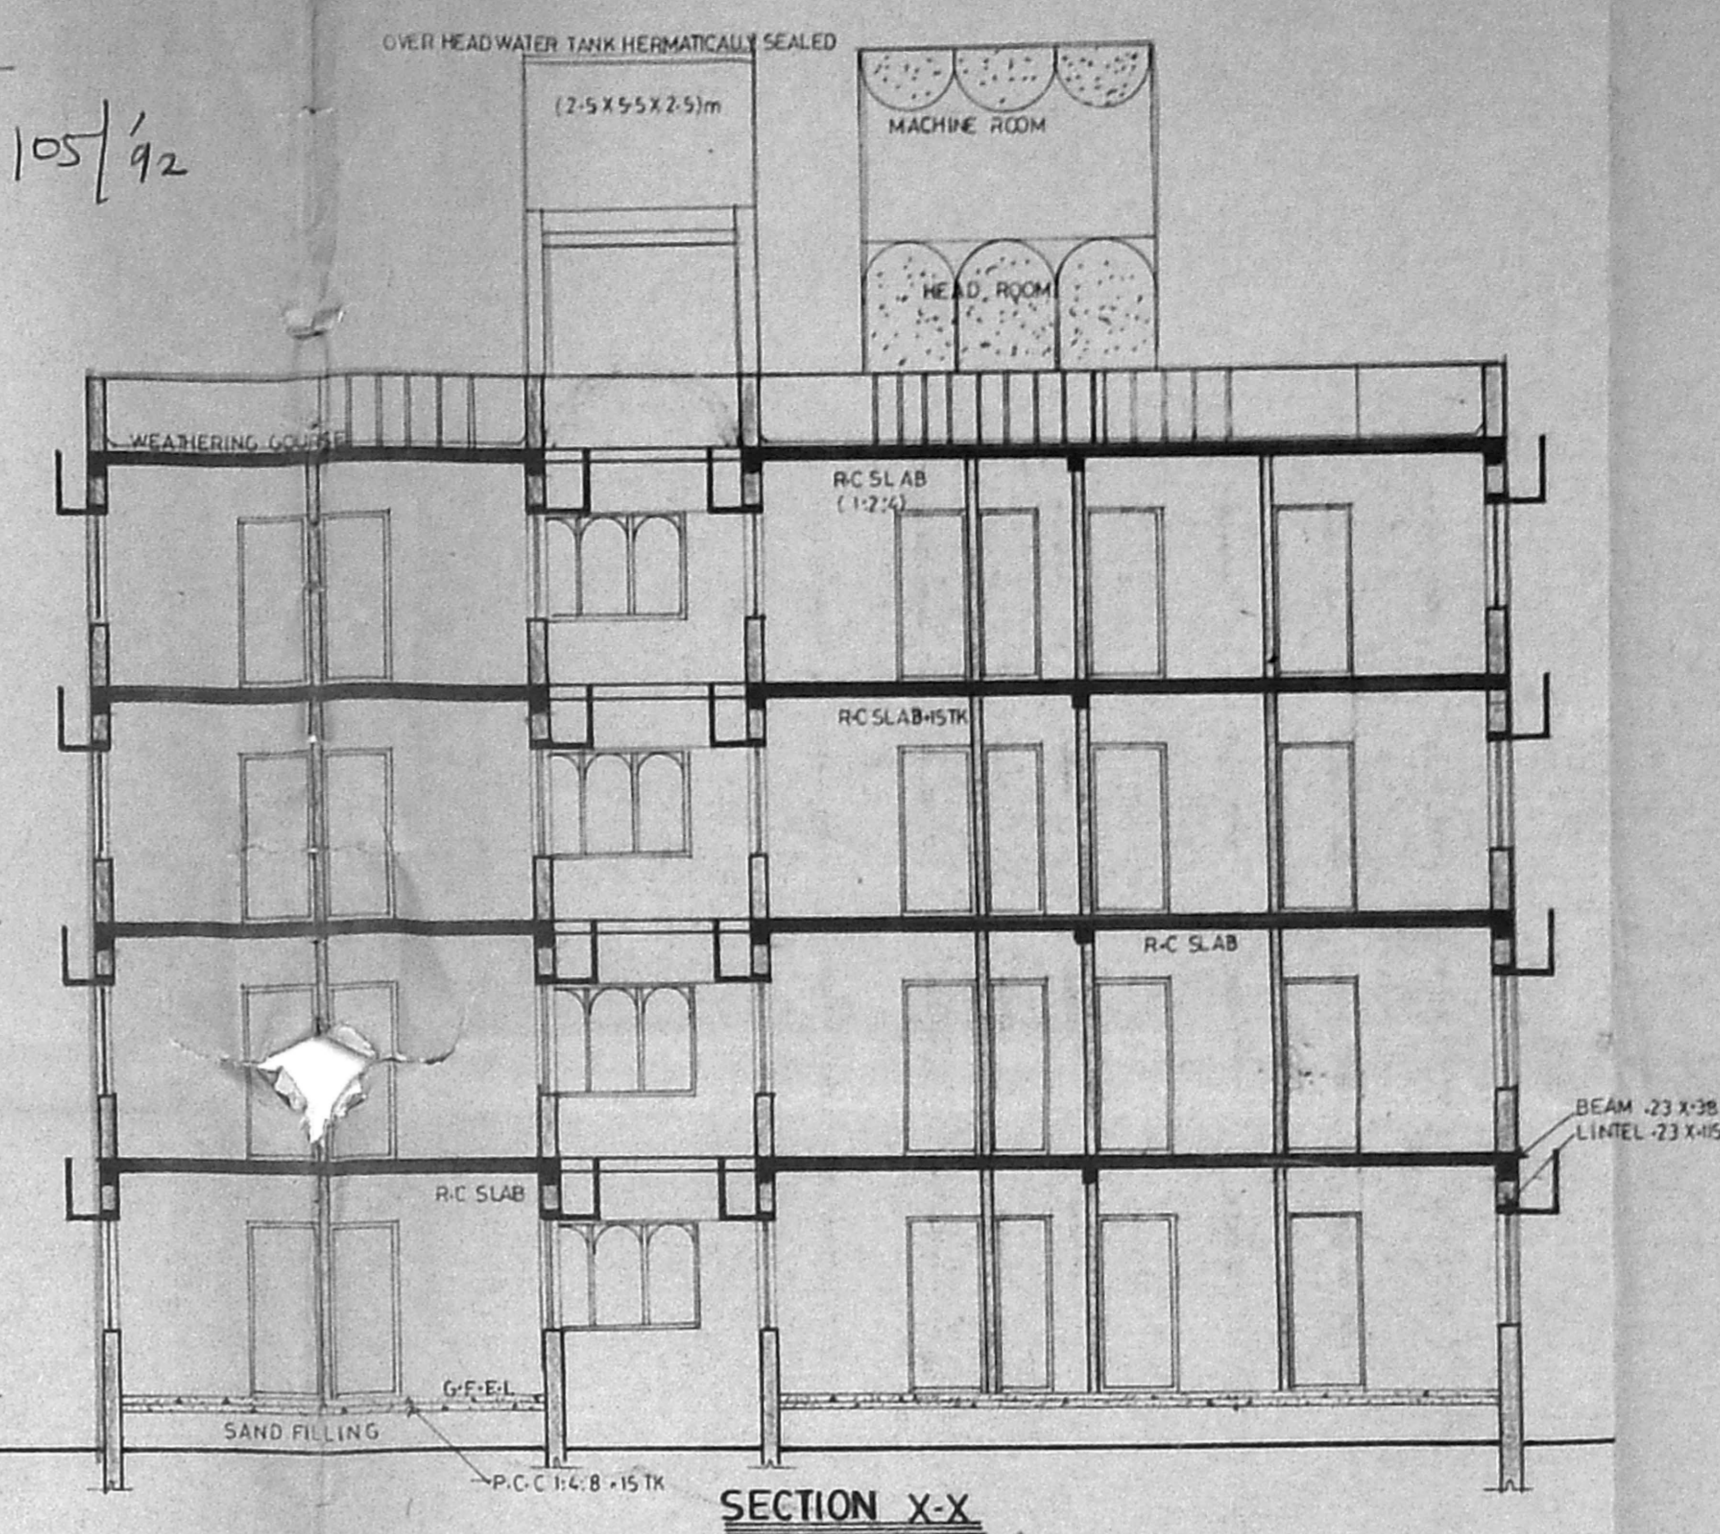 OVER HEAD WATER TANK HERMATICALLY SEALED
(2.5 X 5.5 X 2.5)m
MACHINE ROOM
105/'92
HEAD ROOM
WEATHERING COURSE
R.C SLAB
(1:2:4)
R.C SLAB .15TK
R.C SLAB
BEAM .23 X .38
LINTEL .23 X .115
R.C SLAB
G.F.E.L
SAND FILLING
P.C.C 1:4:8 .15 TK
SECTION X-X